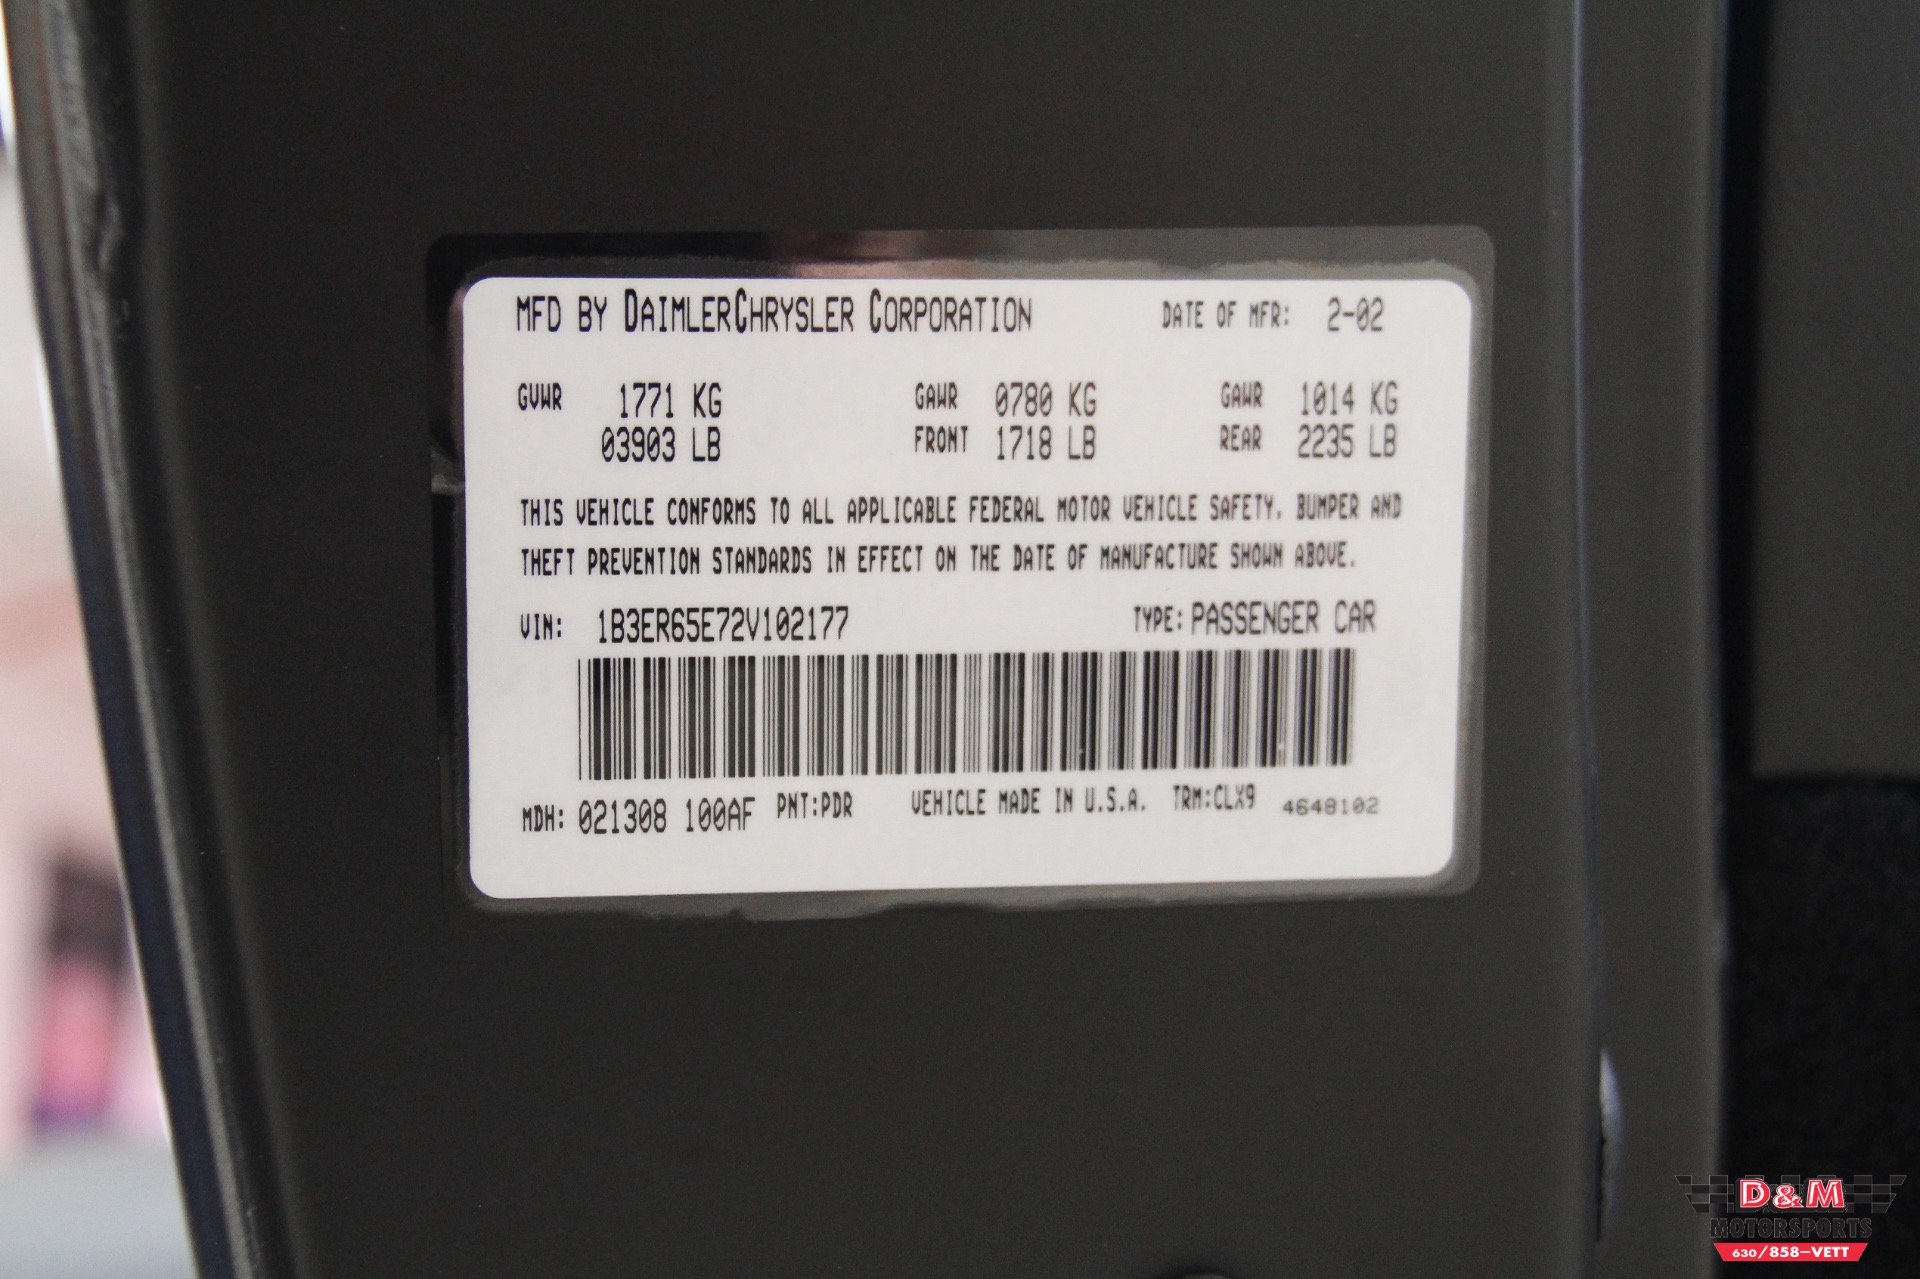 MFD BY DAIMLERCHRYSLER CORPORATION DATE OF MFR: 2-02
GVWR 1771 KG GAWR 0780 KG GAWR 1014 KG
03903 LB FRONT 1718 LB REAR 2235 LB
THIS VEHICLE CONFORMS TO ALL APPLICABLE FEDERAL MOTOR VEHICLE SAFETY, BUMPER AND
THEFT PREVENTION STANDARDS IN EFFECT ON THE DATE OF MANUFACTURE SHOWN ABOVE.
VIN: 1B3ER65E72V102177 TYPE: PASSENGER CAR
MDH: 021308 100AF PNT:PDR VEHICLE MADE IN U.S.A. TRM:CLX9 4648102
D&M
MOTORSPORTS
630/858-VETT